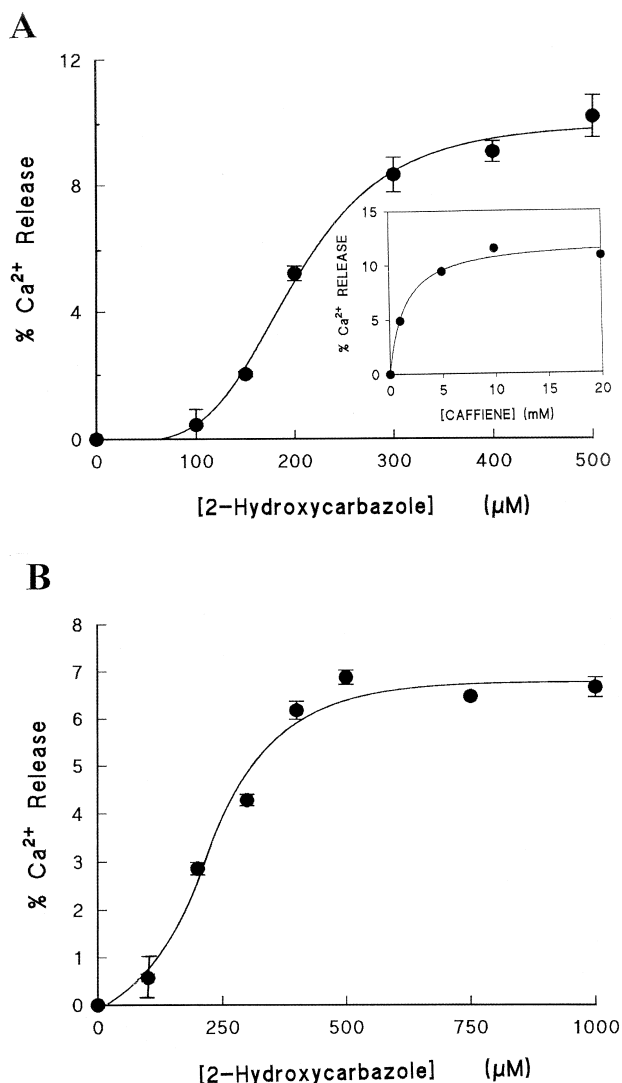 A
12
8
4
0
% Ca2+ Release
0 100 200 300 400 500
[2-Hydroxycarbazole] (μM)
15
10
5
0
% Ca2+ RELEASE
0 5 10 15 20
[CAFFIENE] (mM)
B
8
7
6
5
4
3
2
1
0
% Ca2+ Release
0 250 500 750 1000
[2-Hydroxycarbazole] (μM)